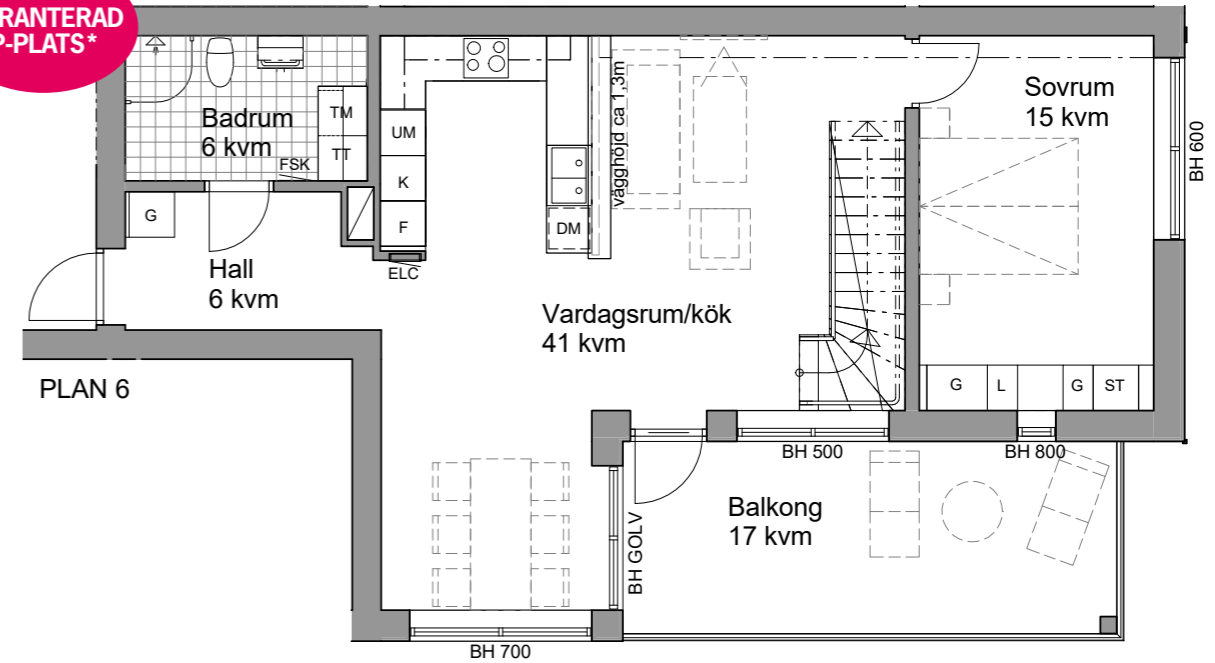 RANTERAD
P-PLATS*
Badrum
6 kvm
TM
TT
FSK
G
Hall
6 kvm
UM
K
F
ELC
DM
vägghöjd ca 1,3m
Vardagsrum/kök
41 kvm
Sovrum
15 kvm
BH 600
G
L
G
ST
PLAN 6
BH 500
BH 800
BH GOLV
Balkong
17 kvm
BH 700